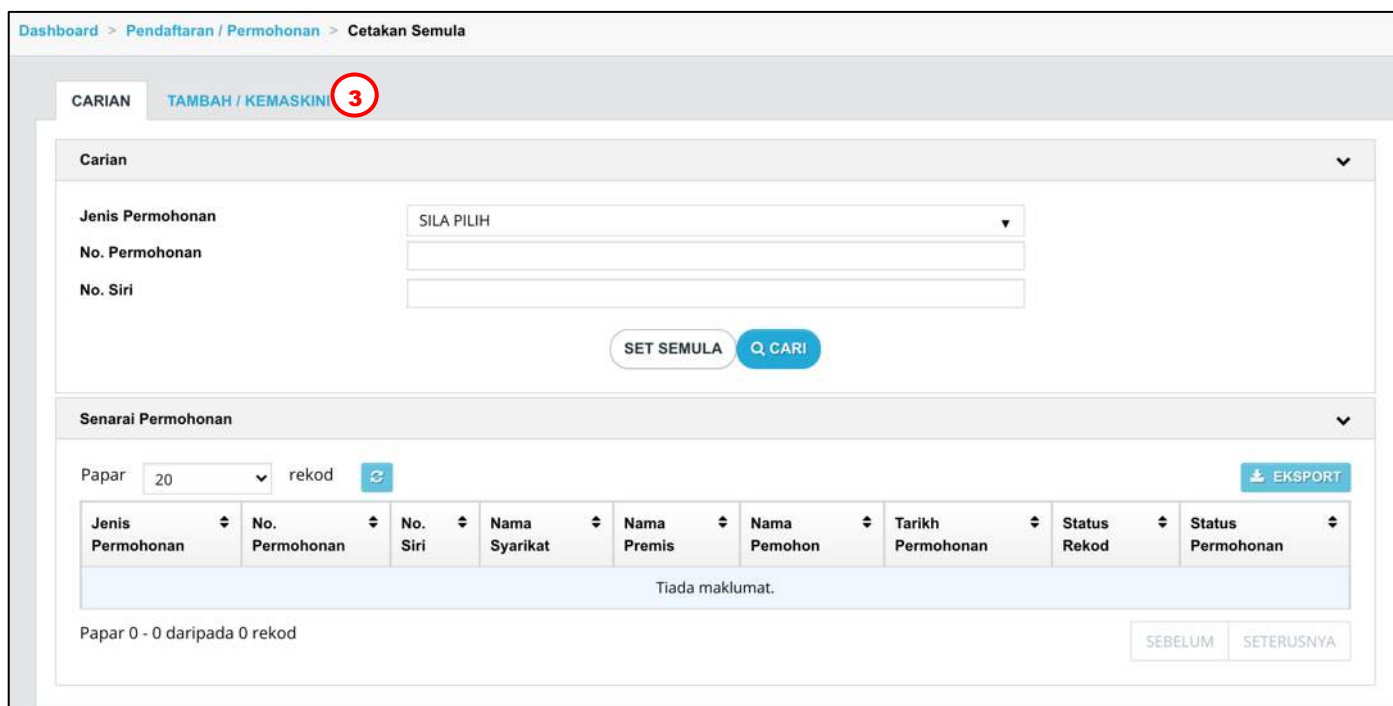 Dashboard > Pendaftaran / Permohonan > Cetakan Semula
CARIAN TAMBAH / KEMASKINI 3
Carian
Jenis Permohonan SILA PILIH
No. Permohonan
No. Siri
SET SEMULA CARI
Senarai Permohonan
Papar 20 rekod EKSPORT
Jenis No. No. Nama Nama Nama Tarikh Status Status
Permohonan Permohonan Siri Syarikat Premis Pemohon Permohonan Rekod Permohonan
Tiada maklumat.
Papar 0 - 0 daripada 0 rekod SEBELUM SETERUSNYA